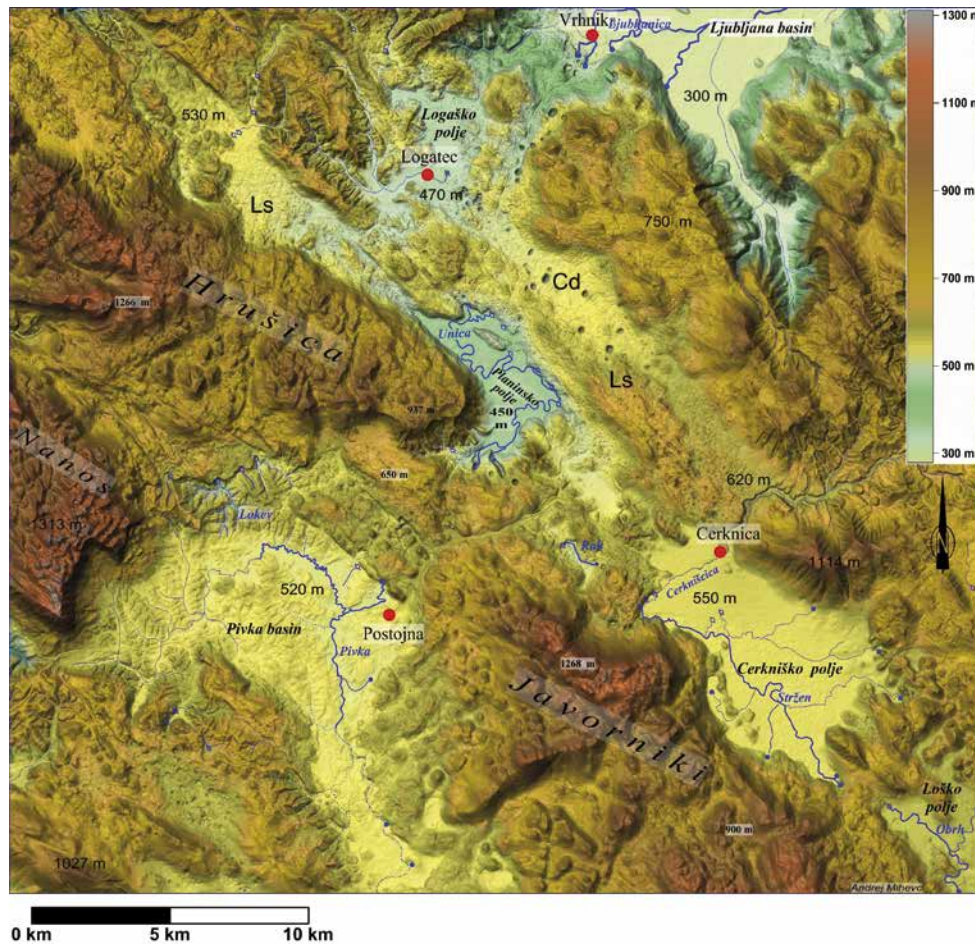 Vrhnika
Ljubljanica
Ljubljana basin
1300 m
530 m
Logaško
polje
300 m
1100 m
Logatec
470 m
Ls
750 m
900 m
Cd
1266 m
Hrušica
700 m
Unica
Planinsko
polje
450
m
Ls
500 m
937 m
Nanos
650 m
620 m
300 m
1313 m
Lokev
Cerknica
Rak
1114 m
520 m
Cerkniščica
550 m
Pivka basin
Postojna
Pivka
1268 m
Cerkniško polje
Javorniki
Stržen
Loško
polje
900 m
Obrh
1027 m
Andrej Mihevc
0 km
5 km
10 km